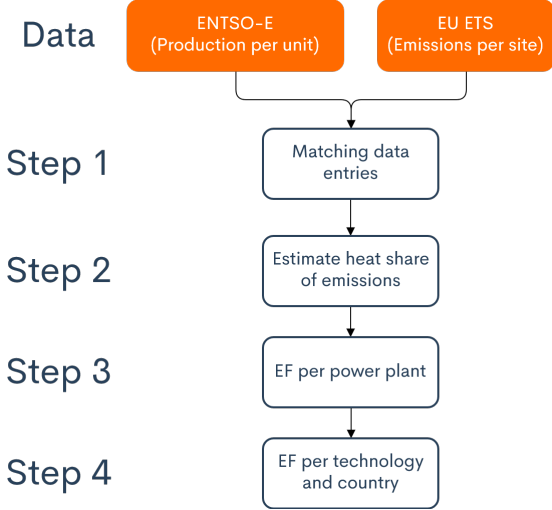 Data
ENTSO-E
(Production per unit)
EU ETS
(Emissions per site)
Step 1
Matching data
entries
Step 2
Estimate heat share
of emissions
Step 3
EF per power plant
Step 4
EF per technology
and country